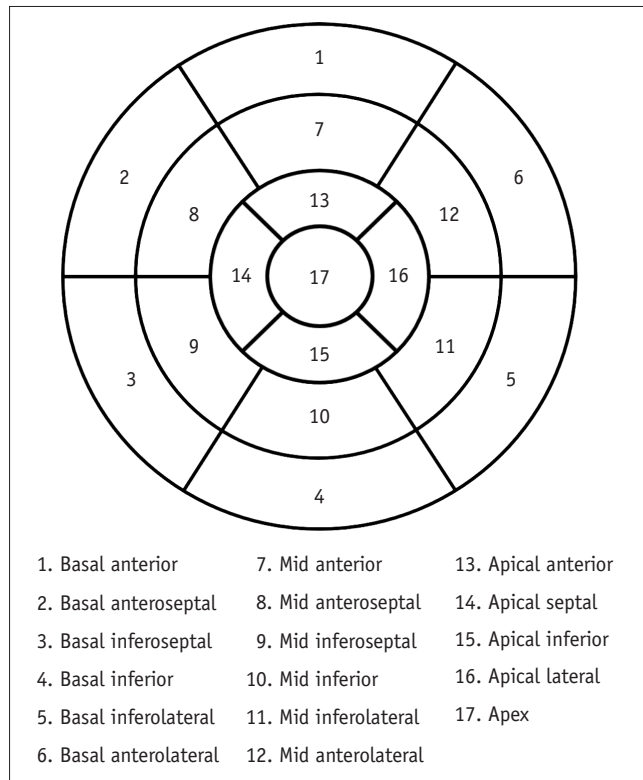 1
7
2
6
8
12
13
14
17
16
15
9
11
3
5
10
4
1. Basal anterior
2. Basal anteroseptal
3. Basal inferoseptal
4. Basal inferior
5. Basal inferolateral
6. Basal anterolateral
7. Mid anterior
8. Mid anteroseptal
9. Mid inferoseptal
10. Mid inferior
11. Mid inferolateral
12. Mid anterolateral
13. Apical anterior
14. Apical septal
15. Apical inferior
16. Apical lateral
17. Apex